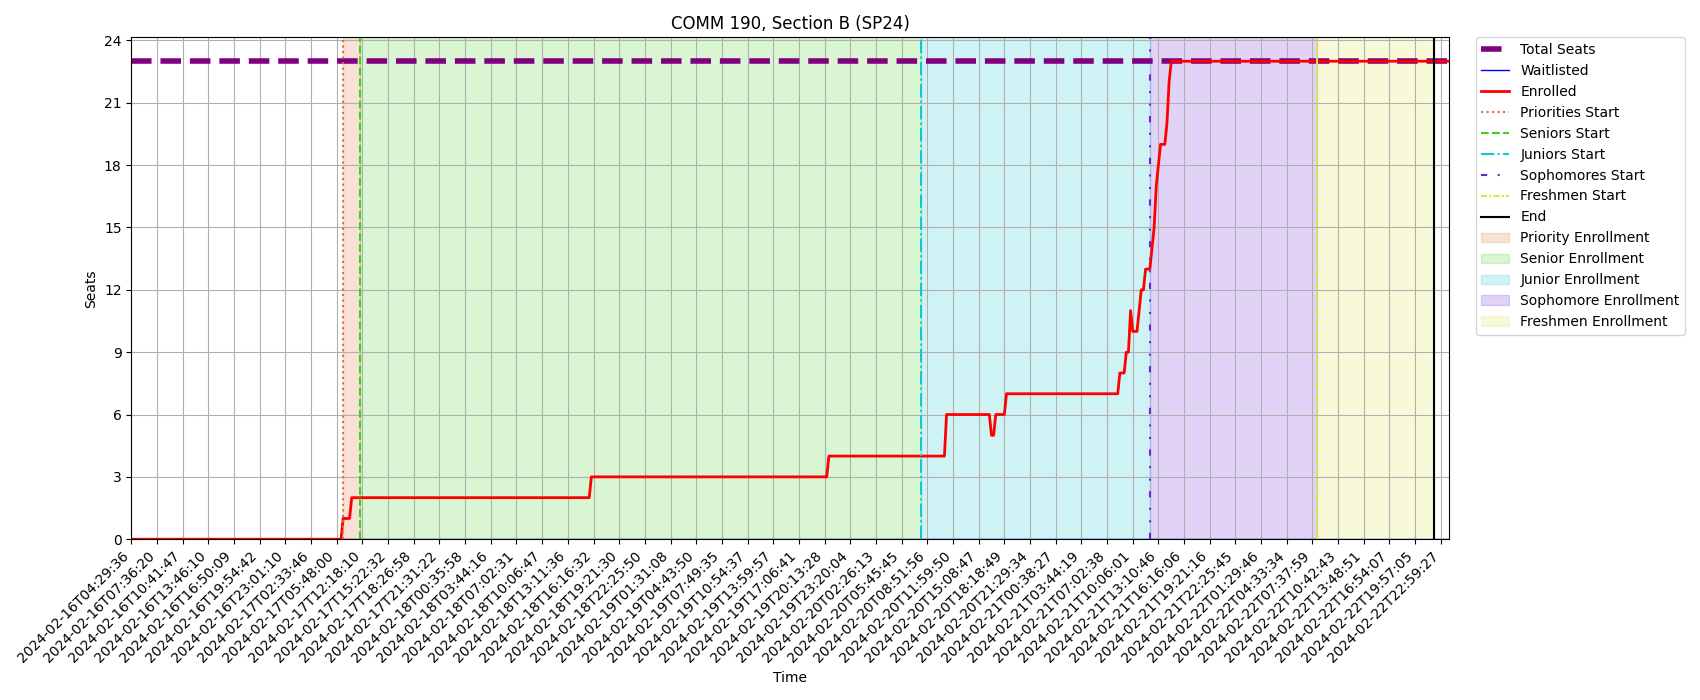 COMM 190, Section B (SP24)
24
21
18
15
12
9
6
3
0
Seats
2024-02-16T04:29:36
2024-02-16T07:36:20
2024-02-16T10:41:47
2024-02-16T13:46:10
2024-02-16T16:50:09
2024-02-16T19:54:42
2024-02-16T23:01:10
2024-02-17T02:33:46
2024-02-17T05:48:00
2024-02-17T12:18:10
2024-02-17T15:22:32
2024-02-17T18:26:58
2024-02-17T21:31:22
2024-02-18T00:35:58
2024-02-18T03:44:16
2024-02-18T07:02:31
2024-02-18T10:06:47
2024-02-18T13:11:36
2024-02-18T16:16:32
2024-02-18T19:21:30
2024-02-18T22:25:50
2024-02-19T01:31:08
2024-02-19T04:43:50
2024-02-19T07:49:35
2024-02-19T10:54:37
2024-02-19T13:59:57
2024-02-19T17:06:41
2024-02-19T20:13:28
2024-02-19T23:20:04
2024-02-20T02:26:13
2024-02-20T05:45:45
2024-02-20T08:51:56
2024-02-20T11:59:50
2024-02-20T15:08:47
2024-02-20T18:18:49
2024-02-20T21:29:34
2024-02-21T00:38:27
2024-02-21T03:44:19
2024-02-21T07:02:38
2024-02-21T10:06:01
2024-02-21T13:10:46
2024-02-21T16:16:06
2024-02-21T19:21:16
2024-02-21T22:25:45
2024-02-22T01:29:46
2024-02-22T04:33:34
2024-02-22T07:37:59
2024-02-22T10:42:43
2024-02-22T13:48:51
2024-02-22T16:54:07
2024-02-22T19:57:05
2024-02-22T22:59:27
Time
Total Seats
Waitlisted
Enrolled
Priorities Start
Seniors Start
Juniors Start
Sophomores Start
Freshmen Start
End
Priority Enrollment
Senior Enrollment
Junior Enrollment
Sophomore Enrollment
Freshmen Enrollment